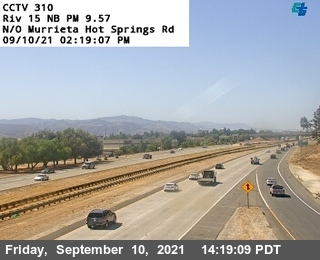 CCTV 310
Riv 15 NB PM 9.57
N/O Murrieta Hot Springs Rd
09/10/21 02:19:07 PM
Friday, September 10, 2021 14:19:09 PDT